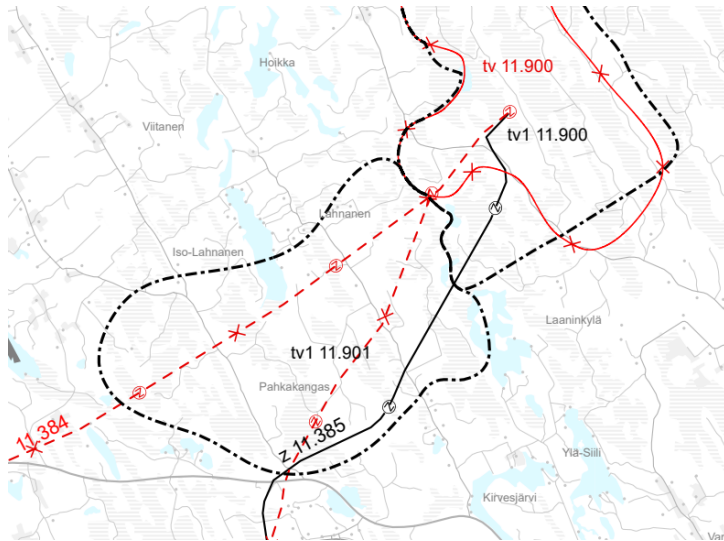 Hoikka
tv 11.900
Viitanen
tv1 11.900
Lahnanen
Iso-Lahnanen
Laaninkylä
tv1 11.901
Pahkakangas
11.384
z 11.385
Ylä-Siili
Kirvesjärvi
Var